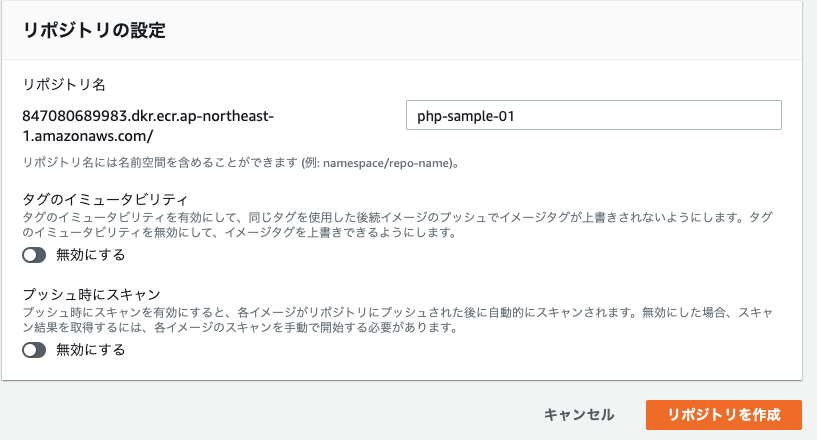 リポジトリの設定
リポジトリ名
847080689983.dkr.ecr.ap-northeast-
1.amazonaws.com/
php-sample-01
リポジトリ名には名前空間を含めることができます (例: namespace/repo-name)。
タグのイミュータビリティ
タグのイミュータビリティを有効にして、同じタグを使用した後続イメージのプッシュでイメージタグが上書きされないようにします。タグ
のイミュータビリティを無効にして、イメージタグを上書きできるようにします。
無効にする
プッシュ時にスキャン
プッシュ時にスキャンを有効にすると、各イメージがリポジトリにプッシュされた後に自動的にスキャンされます。無効にした場合、スキャ
ン結果を取得するには、各イメージのスキャンを手動で開始する必要があります。
無効にする
キャンセル
リポジトリを作成